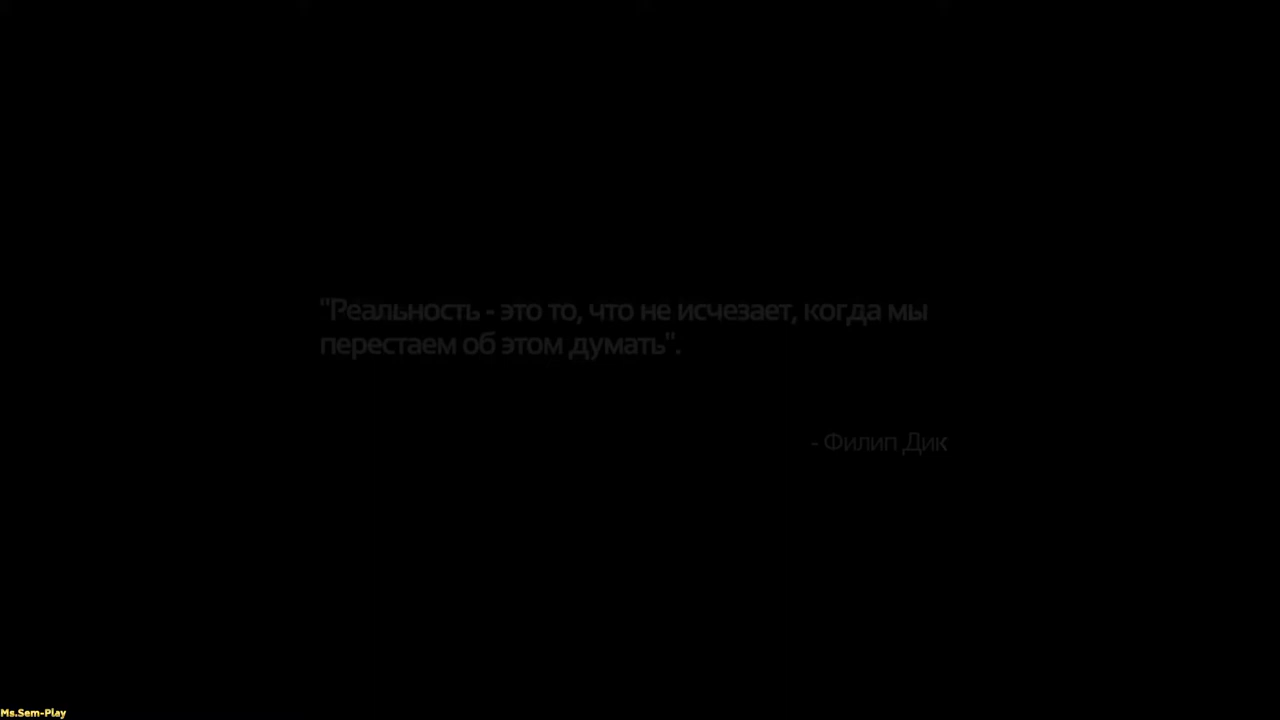 "Реальность - это то, что не исчезает, когда мы
перестаем об этом думать".
- Филип Дик
Ms.Sem-Play